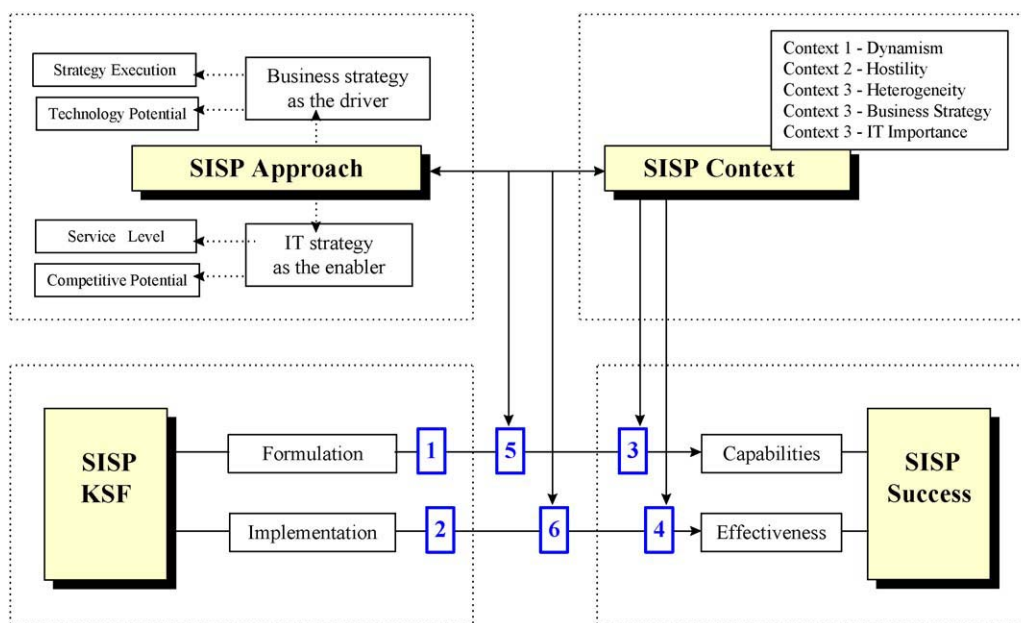 Strategy Execution
Technology Potential
Business strategy
as the driver
SISP Approach
Service Level
Competitive Potential
IT strategy
as the enabler
Context 1 - Dynamism
Context 2 - Hostility
Context 3 - Heterogeneity
Context 3 - Business Strategy
Context 3 - IT Importance
SISP Context
SISP
KSF
Formulation
1
5
3
Capabilities
Implementation
2
6
4
Effectiveness
SISP
Success